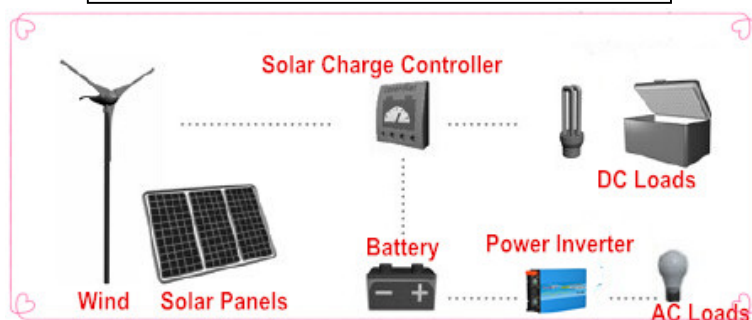 Solar Charge Controller
DC Loads
Battery
Power Inverter
Wind
Solar Panels
AC Loads